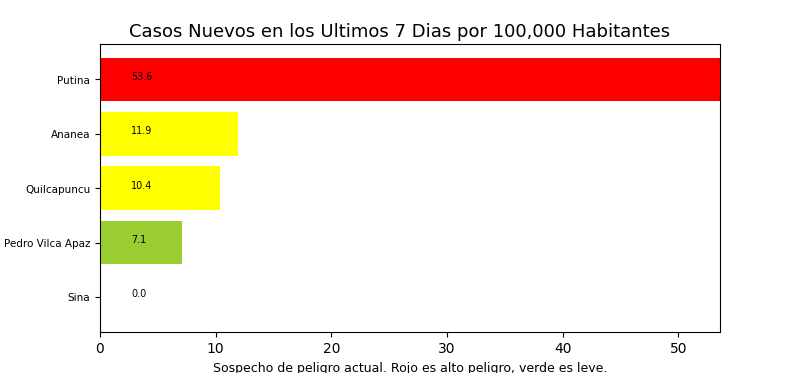 Casos Nuevos en los Ultimos 7 Dias por 100,000 Habitantes
Putina 53.6
Ananea 11.9
Quilcapuncu 10.4
Pedro Vilca Apaz 7.1
Sina 0.0
0 10 20 30 40 50
Sospecho de peligro actual. Rojo es alto peligro, verde es leve.